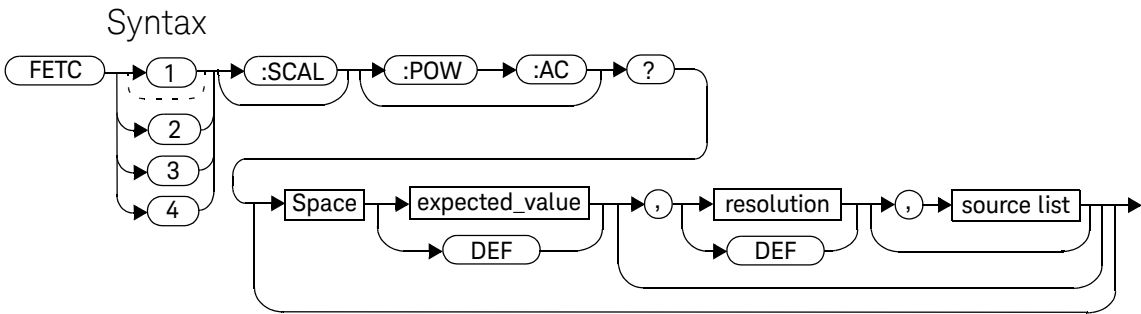 Syntax
FETC 1 :SCAL :POW :AC ?
2
3
4
Space expected_value , resolution , source list
DEF DEF